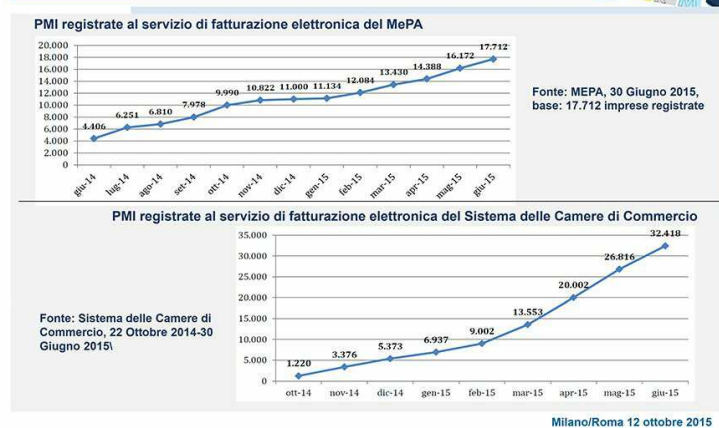 PMI registrate al servizio di fatturazione elettronica del MePA
20.000
18.000
16.000
14.000
12.000
10.000
8.000
6.000
4.000
2.000
0
4.406
6.251
6.810
7.978
9.990
10.822
11.000
11.134
12.084
13.430
14.388
16.172
17.712
giu-14
lug-14
ago-14
set-14
ott-14
nov-14
dic-14
gen-15
feb-15
mar-15
apr-15
mag-15
giu-15
Fonte: MEPA, 30 Giugno 2015,
base: 17.712 imprese registrate
PMI registrate al servizio di fatturazione elettronica del Sistema delle Camere di Commercio
35.000
30.000
25.000
20.000
15.000
10.000
5.000
0
1.220
3.376
5.373
6.937
9.002
13.553
20.002
26.816
32.418
ott-14
nov-14
dic-14
gen-15
feb-15
mar-15
apr-15
mag-15
giu-15
Fonte: Sistema delle Camere di
Commercio, 22 Ottobre 2014-30
Giugno 2015\
Milano/Roma 12 ottobre 2015